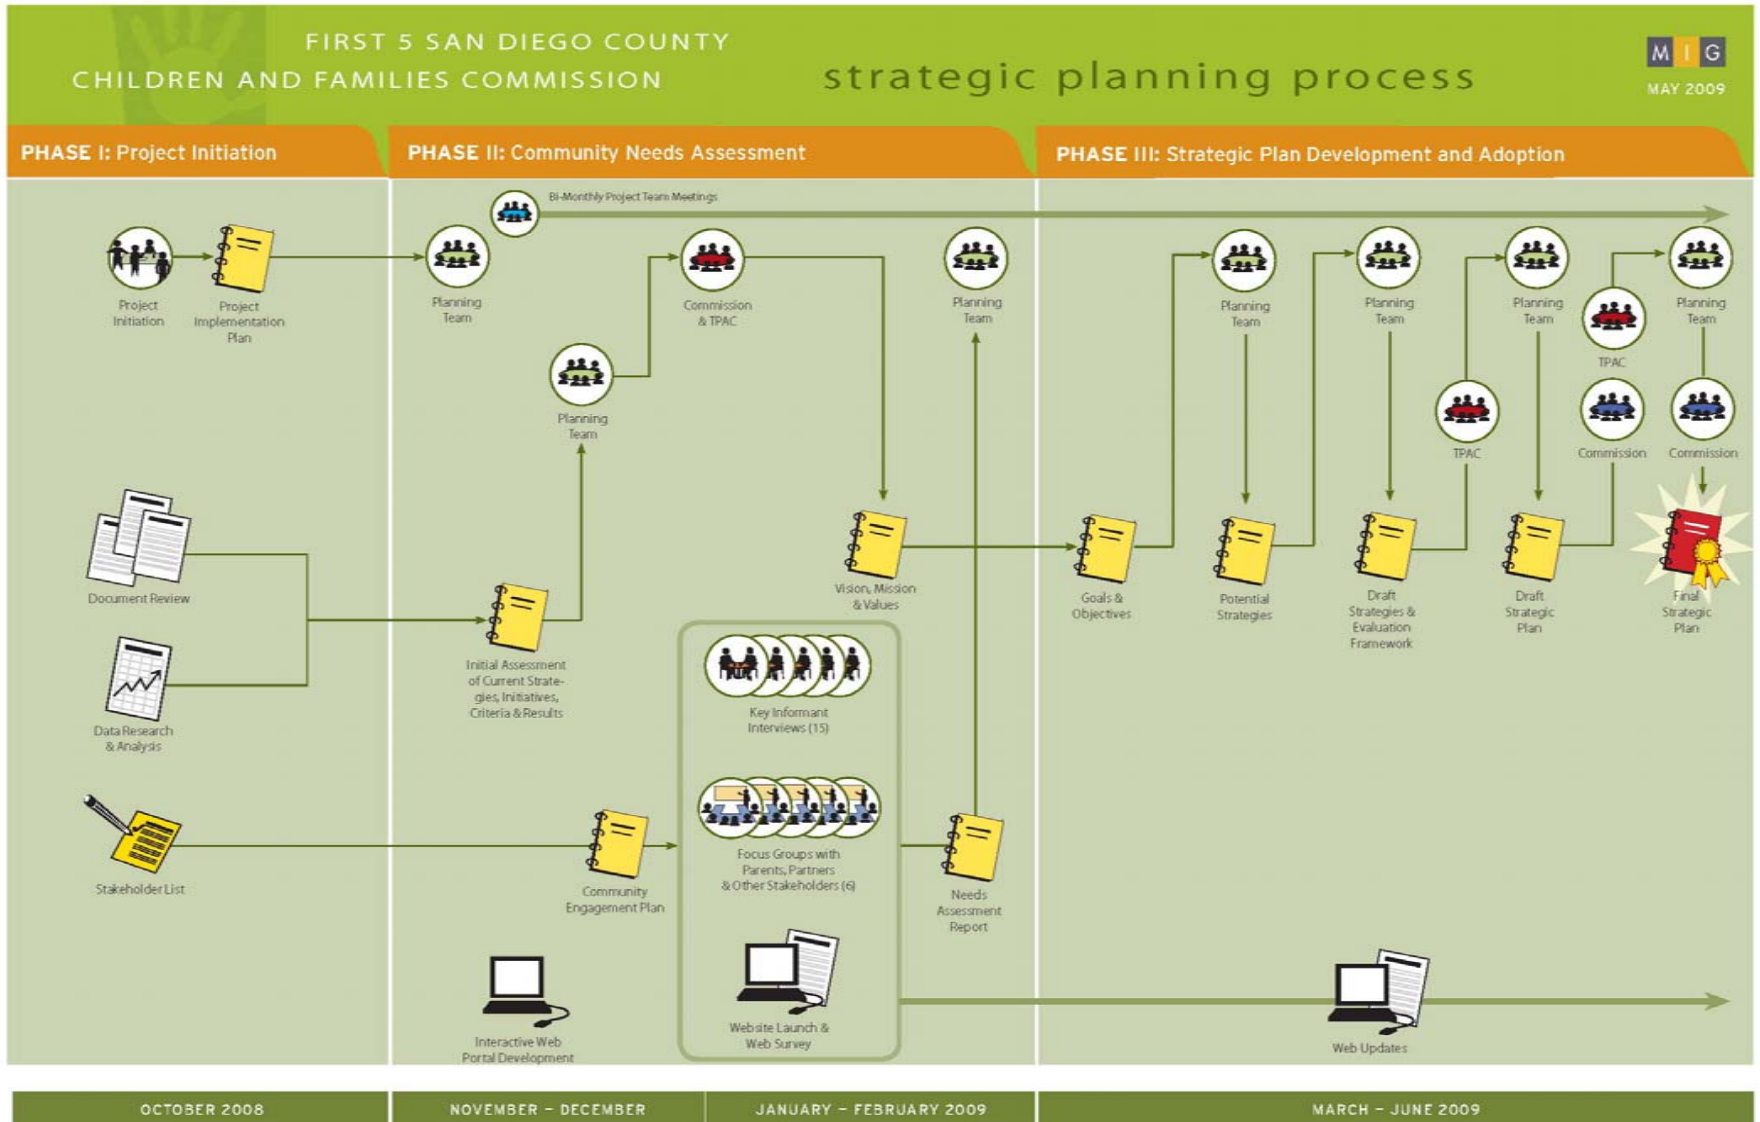 FIRST 5 SAN DIEGO COUNTY
CHILDREN AND FAMILIES COMMISSION
strategic planning process
M I G
MAY 2009
PHASE I: Project Initiation
PHASE II: Community Needs Assessment
PHASE III: Strategic Plan Development and Adoption
Bi-Monthly Project Team Meetings
Project
Initiation
Project
Implementation
Plan
Planning
Team
Commission
& TPAC
Planning
Team
Planning
Team
Planning
Team
Planning
Team
Planning
Team
Planning
Team
TPAC
Planning
Team
TPAC
Commission
Commission
Document Review
Data Research
& Analysis
Stakeholder List
Initial Assessment
of Current Strate-
gies, Initiatives,
Criteria & Results
Vision, Mission
& Values
Goals &
Objectives
Potential
Strategies
Draft
Strategies &
Evaluation
Framework
Draft
Strategic
Plan
Final
Strategic
Plan
Key Informant
Interviews (15)
Focus Groups with
Parents, Partners
& Other Stakeholders (6)
Community
Engagement Plan
Needs
Assessment
Report
Interactive Web
Portal Development
Website Launch &
Web Survey
Web Updates
OCTOBER 2008
NOVEMBER – DECEMBER
JANUARY – FEBRUARY 2009
MARCH – JUNE 2009